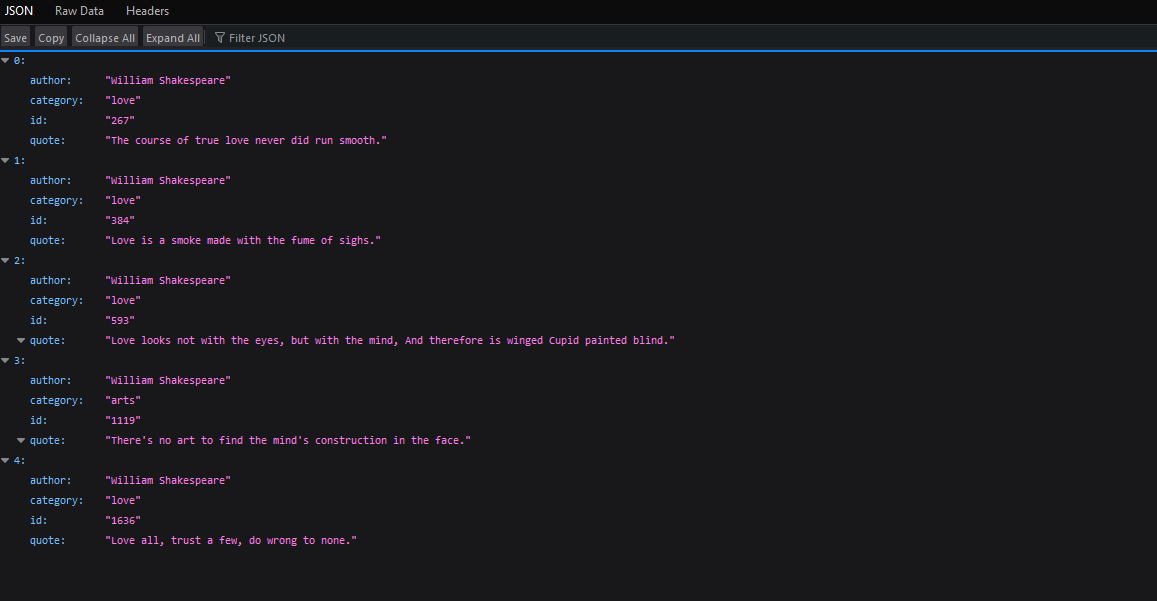 JSON Raw Data Headers
Save Copy Collapse All Expand All Filter JSON
0:
author: "William Shakespeare"
category: "love"
id: "267"
quote: "The course of true love never did run smooth."
1:
author: "William Shakespeare"
category: "love"
id: "384"
quote: "Love is a smoke made with the fume of sighs."
2:
author: "William Shakespeare"
category: "love"
id: "593"
quote: "Love looks not with the eyes, but with the mind, And therefore is winged Cupid painted blind."
3:
author: "William Shakespeare"
category: "arts"
id: "1119"
quote: "There's no art to find the mind's construction in the face."
4:
author: "William Shakespeare"
category: "love"
id: "1636"
quote: "Love all, trust a few, do wrong to none."